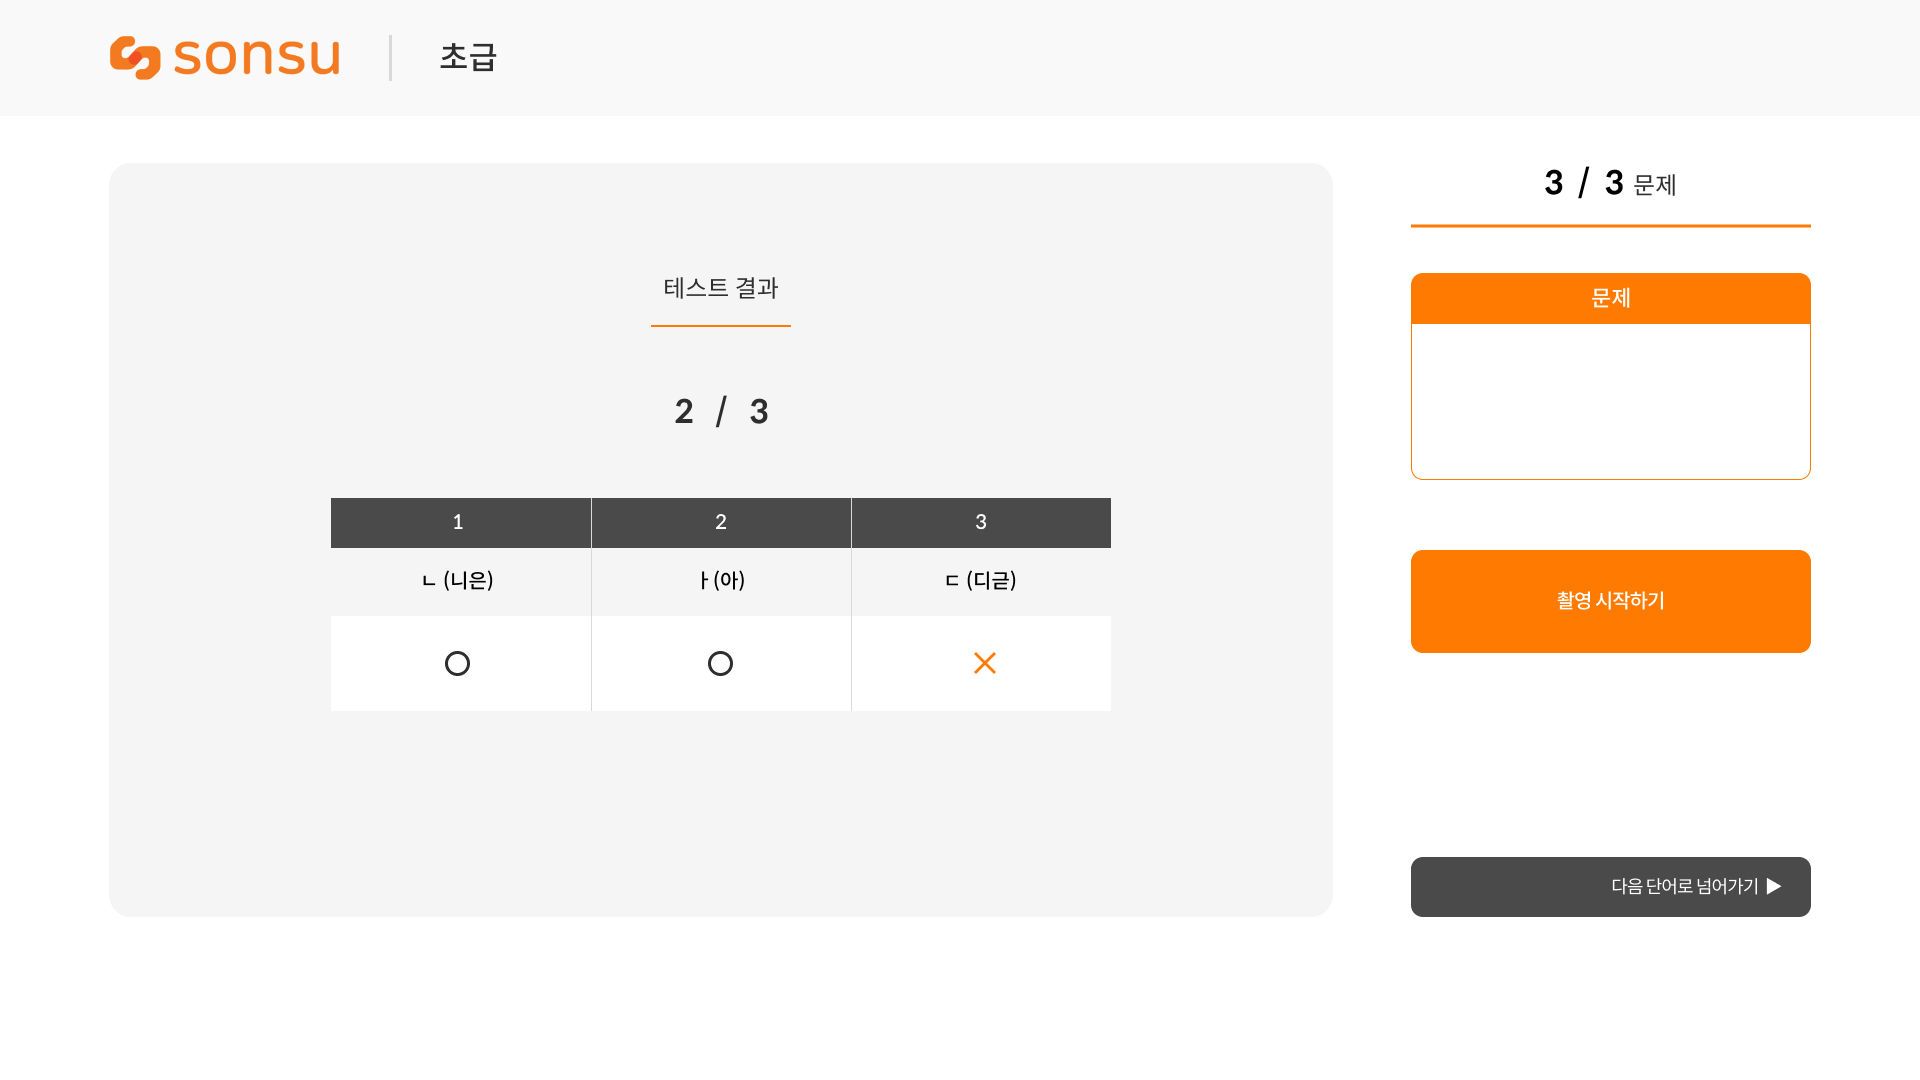 sonsu
초급
테스트 결과
2 / 3
1 2 3
ㄴ (니은) ㅏ (아) ㄷ (디귿)
3 / 3 문제
문제
촬영 시작하기
다음 단어로 넘어가기 ▶